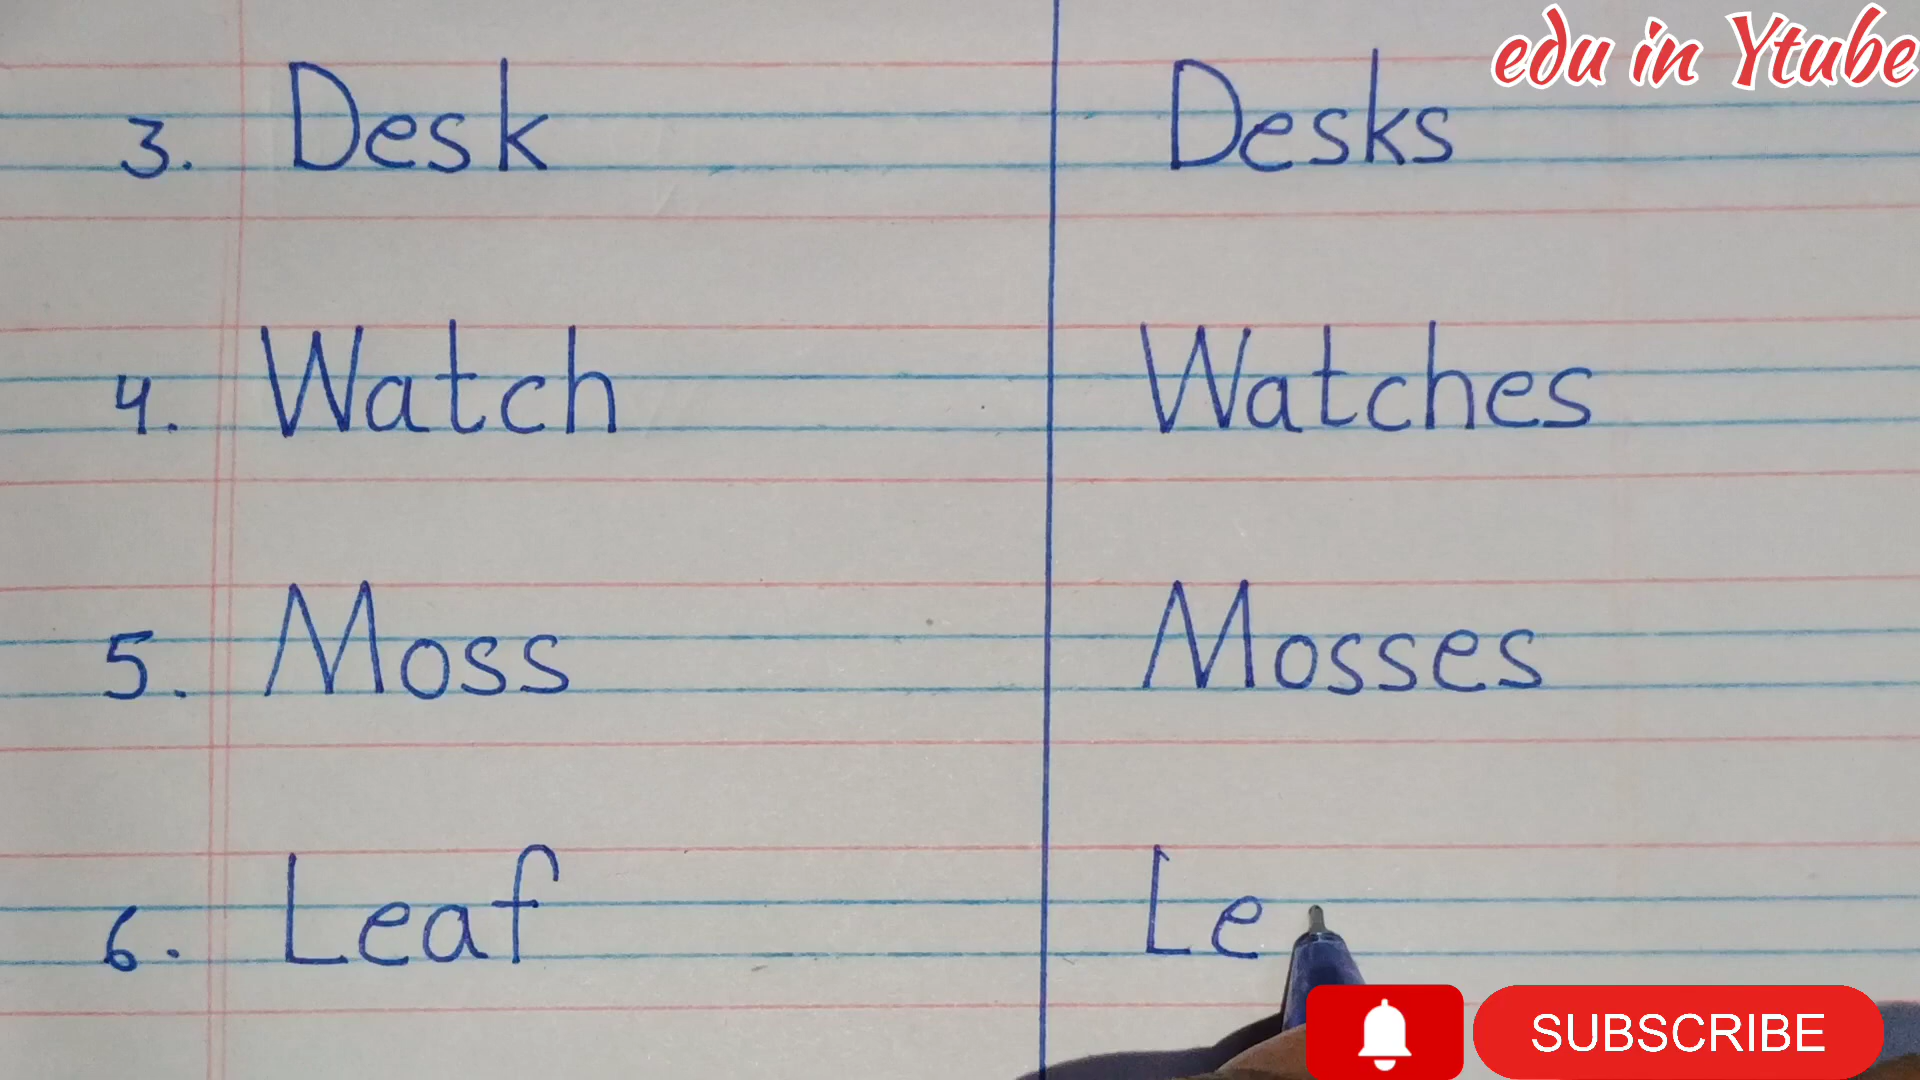 edu in Ytube
3. Desk Desks
4. Watch Watches
5. Moss Mosses
6. Leaf Le
SUBSCRIBE